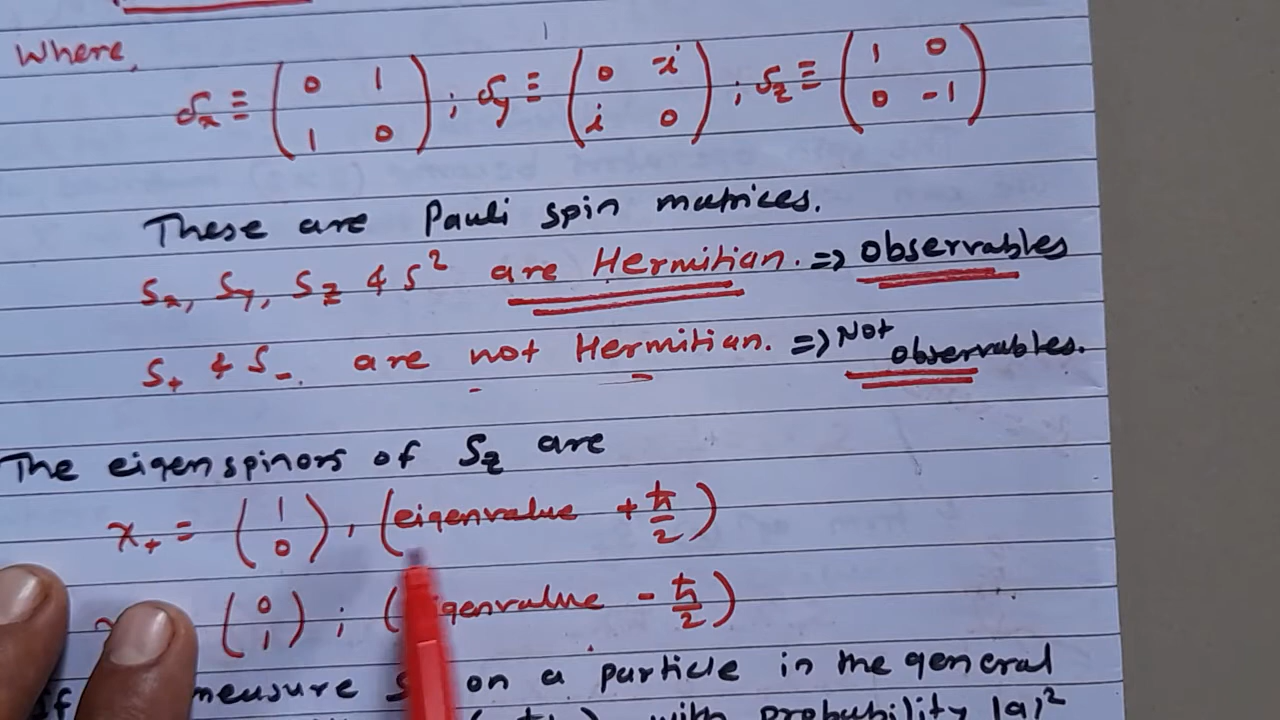 Where,
σx ≡ ( 0 1 ; 1 0 ) ; σy ≡ ( 0 -i ; i 0 ) ; σz ≡ ( 1 0 ; 0 -1 )
These are Pauli spin matrices.
Sx, Sy, Sz & S² are Hermitian. ⇒ observables
S+ & S- are not Hermitian. ⇒ Not observables.
The eigenspinors of Sz are
χ+ = ( 1 ; 0 ), (eigenvalue +ℏ/2)
( 0 ; 1 ) ; (eigenvalue -ℏ/2)
If measure on a particle in the general
with probability |a|²